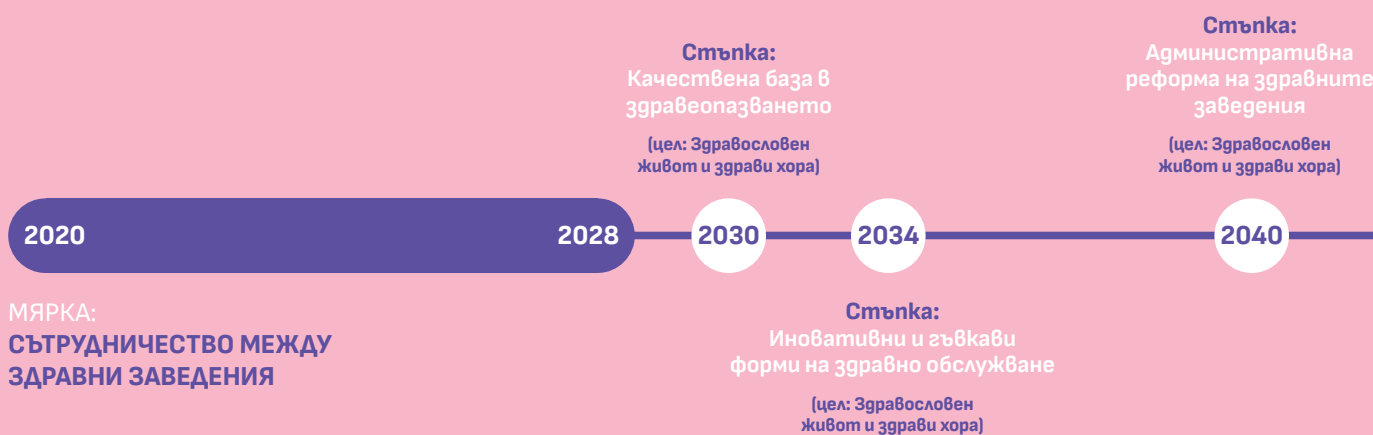 Стъпка:
Качествена база в
здравеопазването
(цел: Здравословен
живот и здрави хора)
Стъпка:
Административна
реформа на здравните
заведения
(цел: Здравословен
живот и здрави хора)
2020
2028
2030
2034
2040
МЯРКА:
СЪТРУДНИЧЕСТВО МЕЖДУ
ЗДРАВНИ ЗАВЕДЕНИЯ
Стъпка:
Иновативни и гъвкави
форми на здравно обслужване
(цел: Здравословен
живот и здрави хора)